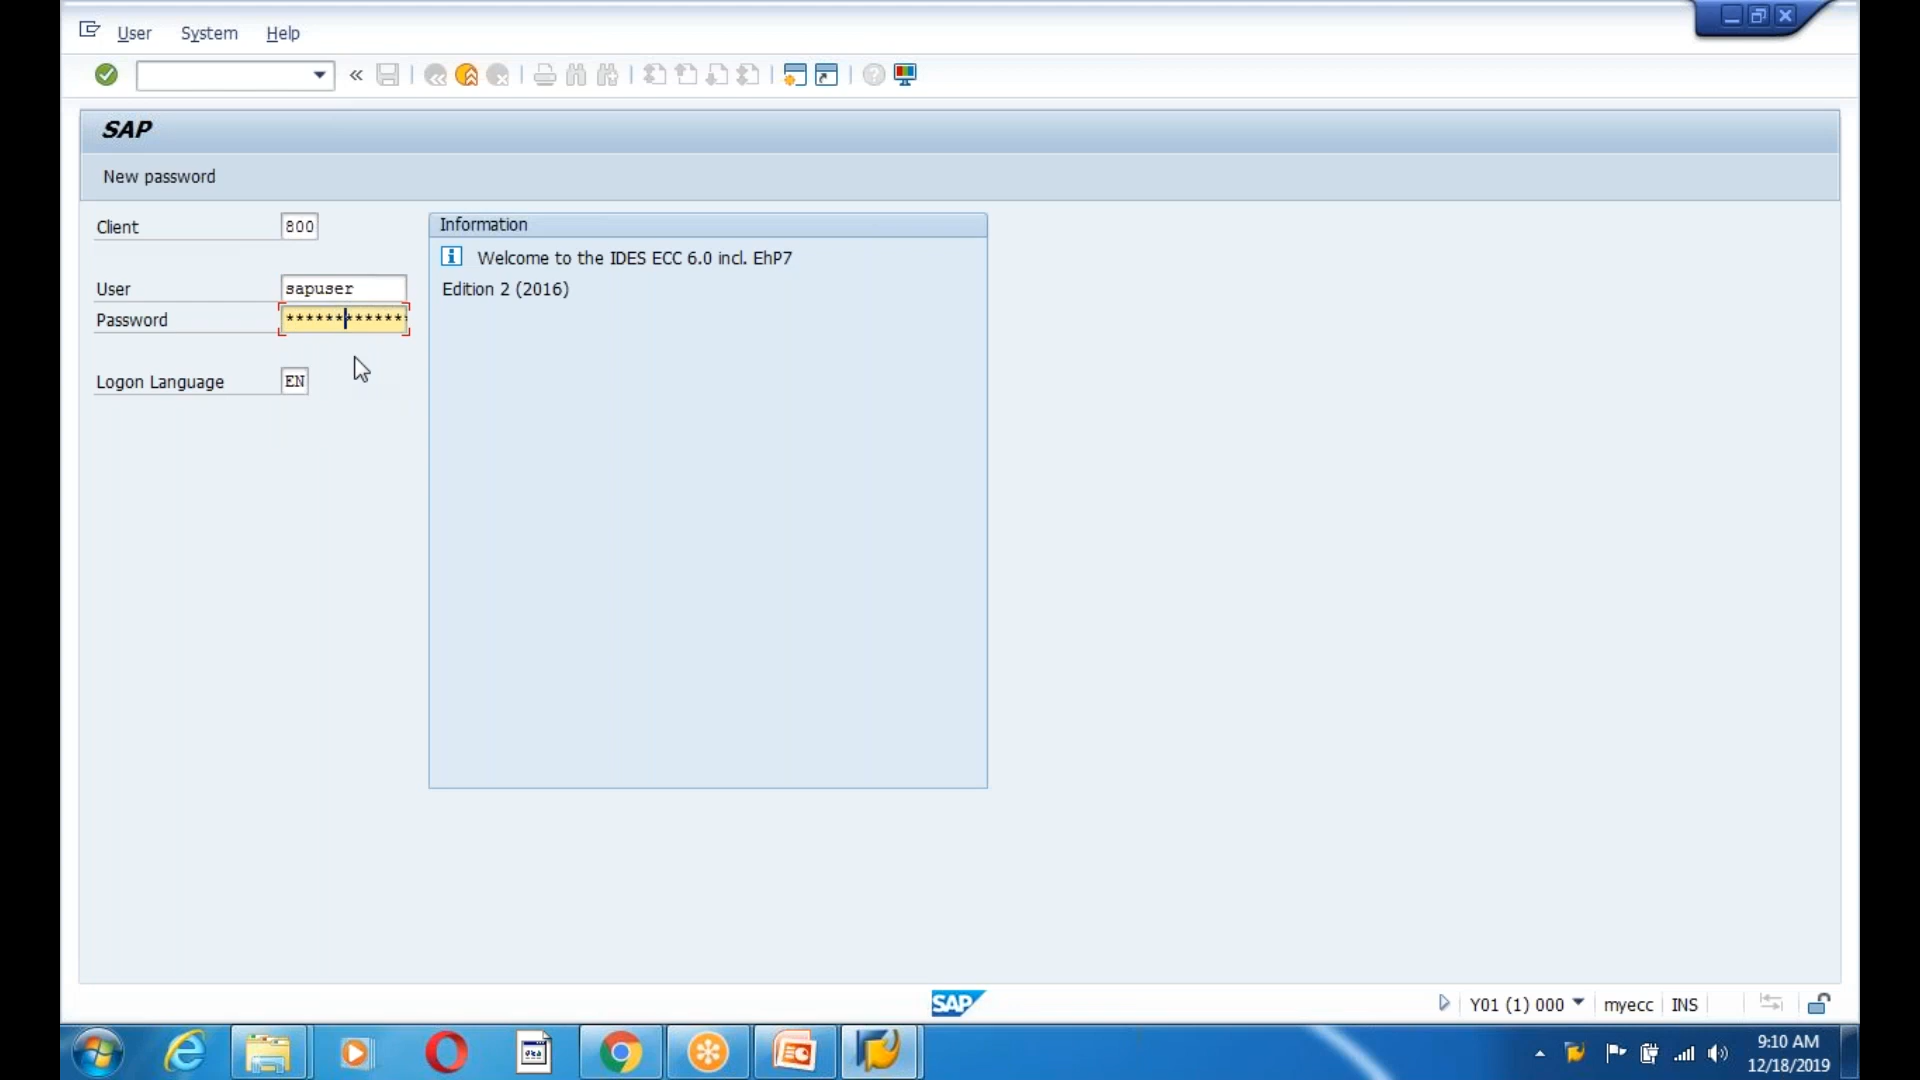 User System Help
SAP
New password
Client 800
User sapuser
Password *************
Logon Language EN
Information
Welcome to the IDES ECC 6.0 incl. EhP7
Edition 2 (2016)
SAP
Y01 (1) 000 myecc INS
9:10 AM
12/18/2019